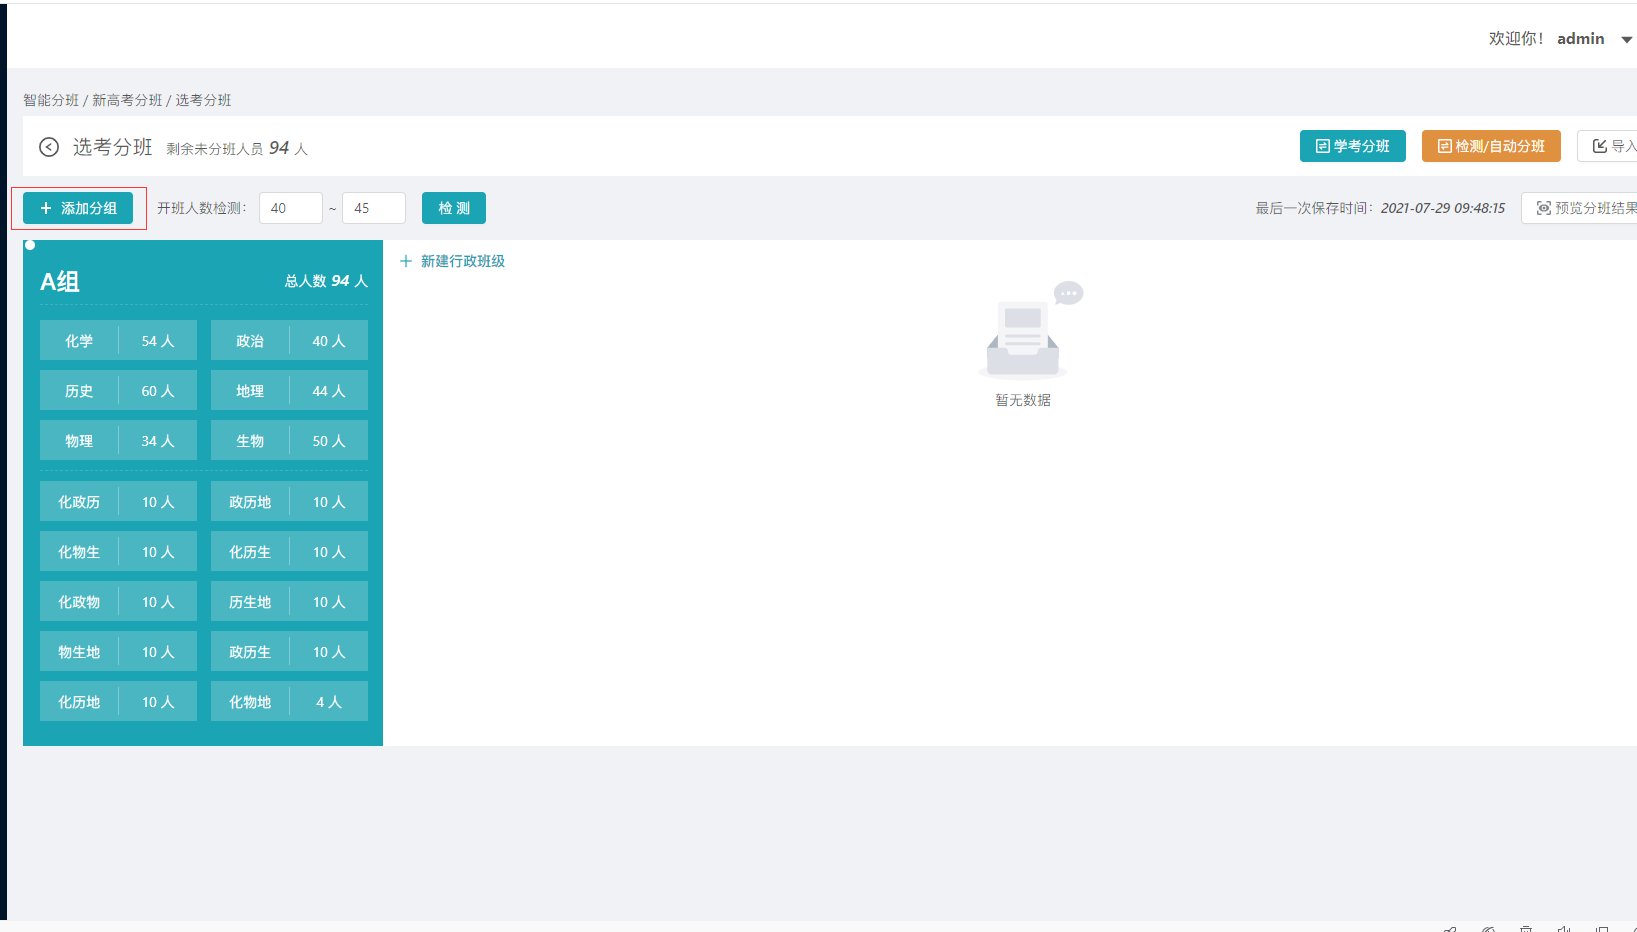 欢迎你！ admin
智能分班 / 新高考分班 / 选考分班
选考分班 剩余未分班人员 94 人
学考分班 检测/自动分班 导入
添加分组 开班人数检测： 40 ~ 45 检 测
最后一次保存时间：2021-07-29 09:48:15 预览分班结果
A组 总人数 94 人
新建行政班级
化学 54 人 政治 40 人
历史 60 人 地理 44 人
物理 34 人 生物 50 人
暂无数据
化政历 10 人 政历地 10 人
化物生 10 人 化历生 10 人
化政物 10 人 历生地 10 人
物生地 10 人 政历生 10 人
化历地 10 人 化物地 4 人